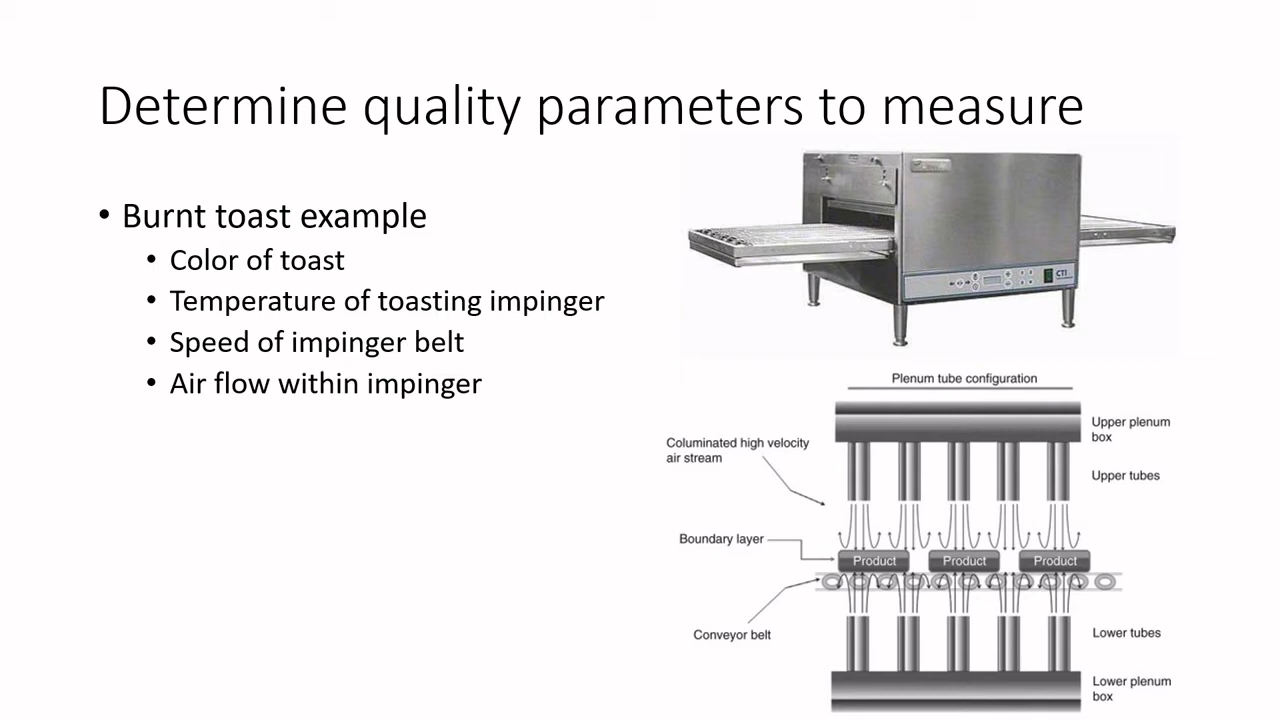 Determine quality parameters to measure
• Burnt toast example
• Color of toast
• Temperature of toasting impinger
• Speed of impinger belt
• Air flow within impinger
CTI
Plenum tube configuration
Upper plenum
box
Columinated high velocity
air stream
Upper tubes
Boundary layer
Product
Product
Product
Conveyor belt
Lower tubes
Lower plenum
box